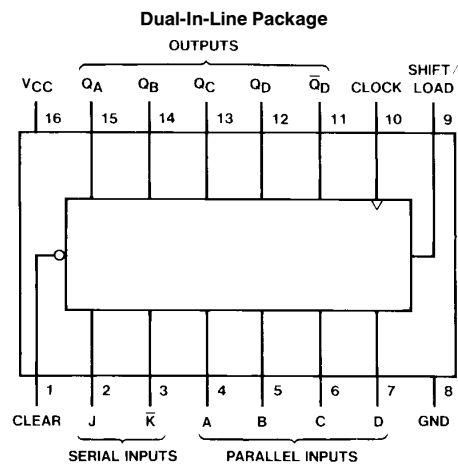 Dual-In-Line Package
OUTPUTS
VCC QA QB QC QD Q̅D CLOCK SHIFT/
LOAD
16 15 14 13 12 11 10 9
1 2 3 4 5 6 7 8
CLEAR J K̅ A B C D GND
SERIAL INPUTS PARALLEL INPUTS